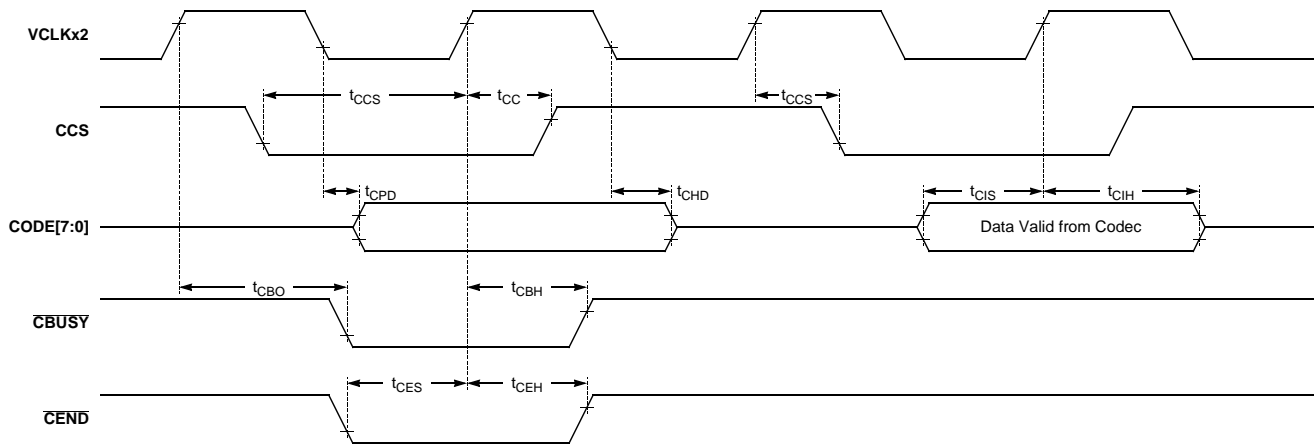 VCLKx2
tCCS tCC tCCS
CCS
tCPD tCHD tCIS tCIH
CODE[7:0] Data Valid from Codec
tCBO tCBH
CBUSY
tCES tCEH
CEND